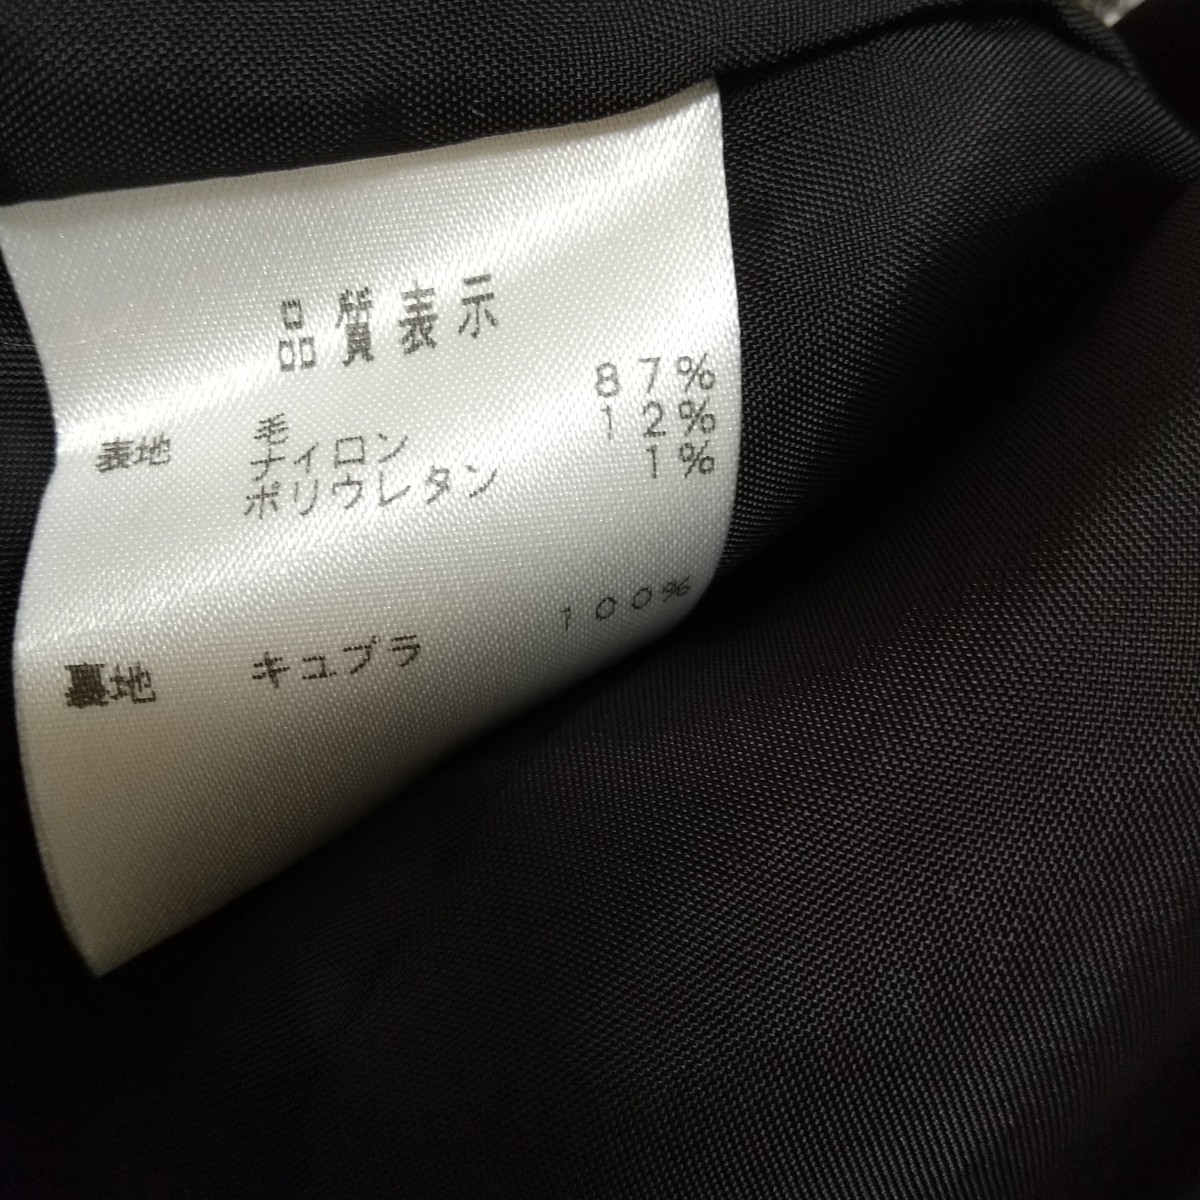 品質表示
表地 毛 87%
ナイロン 12%
ポリウレタン 1%
裏地 キュプラ 100%